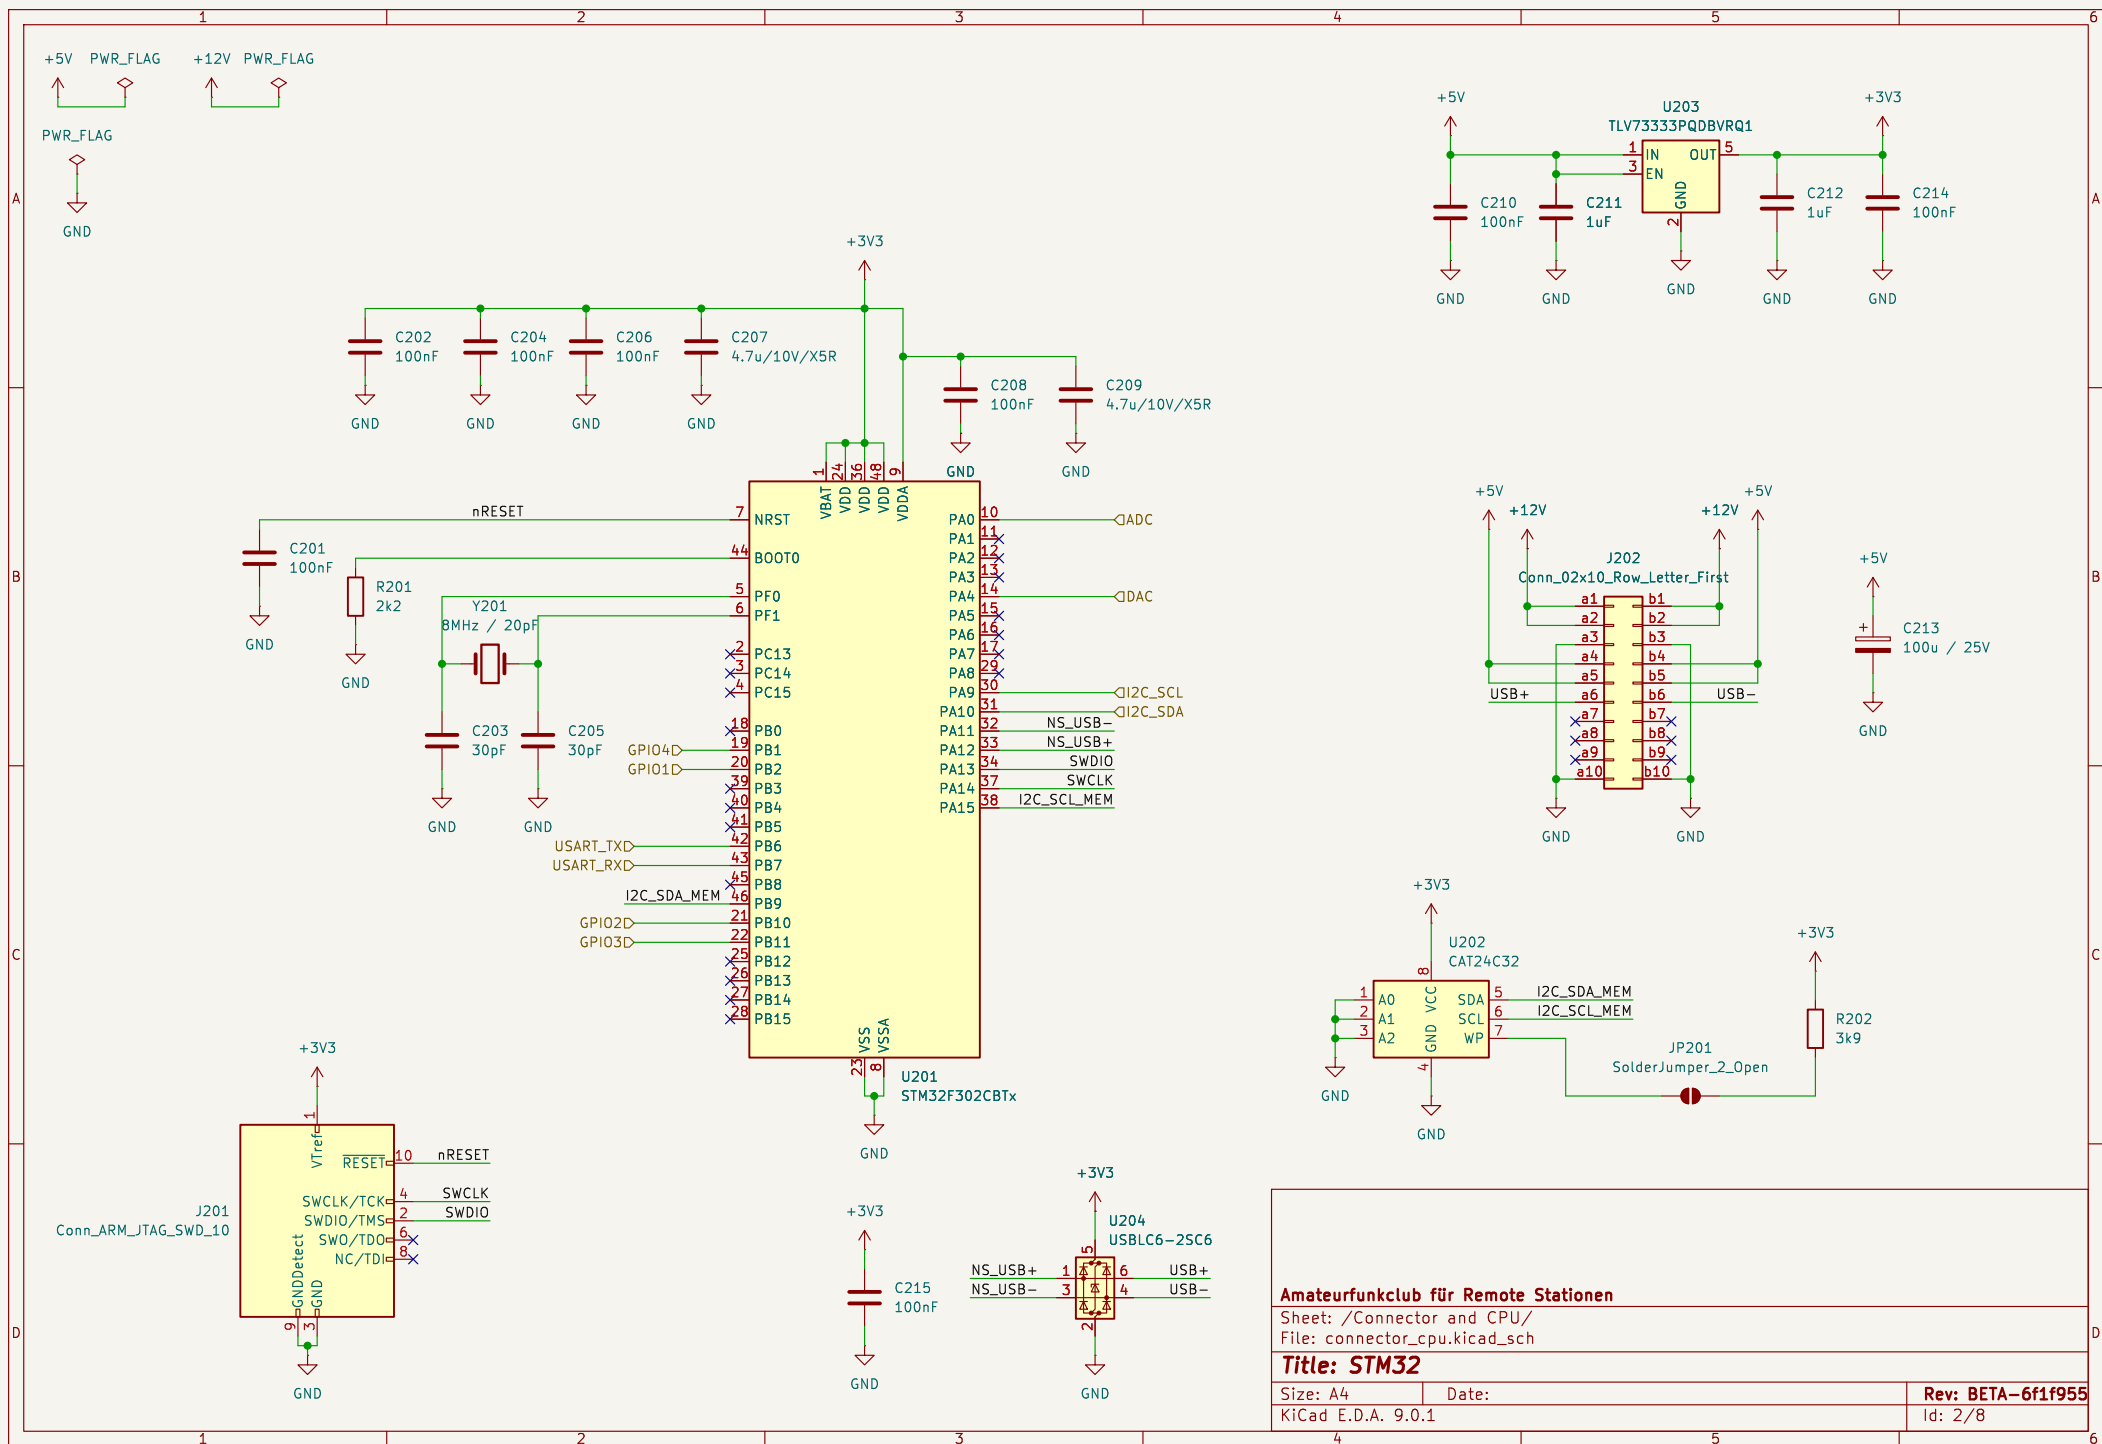 1 2 3 4 5 6
A
B
C
D
A
B
C
D
1 2 3 4 5 6
+5V PWR_FLAG
+12V PWR_FLAG
PWR_FLAG
GND
+5V
U203
TLV73333PQDBVRQ1
+3V3
1 IN
3 EN
OUT 5
GND
2
C210
100nF
C211
1uF
C212
1uF
C214
100nF
GND
GND
GND
GND
GND
+3V3
C202
100nF
C204
100nF
C206
100nF
C207
4.7u/10V/X5R
C208
100nF
C209
4.7u/10V/X5R
GND
GND
GND
GND
GND
GND
1 VBAT
24 VDD
36 VDD
48 VDD
9 VDDA
nRESET
7 NRST
44 BOOT0
5 PF0
6 PF1
2 PC13
3 PC14
4 PC15
18 PB0
GPIO4 19 PB1
GPIO1 20 PB2
39 PB3
40 PB4
41 PB5
USART_TX 42 PB6
USART_RX 43 PB7
45 PB8
I2C_SDA_MEM 46 PB9
GPIO2 21 PB10
GPIO3 22 PB11
25 PB12
26 PB13
27 PB14
28 PB15
PA0 10 ADC
PA1 11
PA2 12
PA3 13
PA4 14 DAC
PA5 15
PA6 16
PA7 17
PA8 29
PA9 30 I2C_SCL
PA10 31 I2C_SDA
PA11 32 NS_USB-
PA12 33 NS_USB+
PA13 34 SWDIO
PA14 37 SWCLK
PA15 38 I2C_SCL_MEM
VSS 23
VSSA 8
U201
STM32F302CBTx
GND
C201
100nF
GND
R201
2k2
GND
Y201
8MHz / 20pF
C203
30pF
C205
30pF
GND
GND
+5V
+12V
+12V
+5V
J202
Conn_02x10_Row_Letter_First
a1 b1
a2 b2
a3 b3
a4 b4
a5 b5
USB+ a6 b6 USB-
a7 b7
a8 b8
a9 b9
a10 b10
GND
GND
+5V
+
C213
100u / 25V
GND
+3V3
U202
CAT24C32
8 VCC
1 A0
2 A1
3 A2
SDA 5 I2C_SDA_MEM
SCL 6 I2C_SCL_MEM
WP 7
GND 4
GND
GND
JP201
SolderJumper_2_Open
+3V3
R202
3k9
+3V3
1 VTref
RESET 10 nRESET
SWCLK/TCK 4 SWCLK
SWDIO/TMS 2 SWDIO
SWO/TDO 6
NC/TDI 8
GNDDetect 9
GND 3
J201
Conn_ARM_JTAG_SWD_10
GND
+3V3
C215
100nF
GND
+3V3
U204
USBLC6-2SC6
5
NS_USB+ 1 6 USB+
NS_USB- 3 4 USB-
2
GND
Amateurfunkclub für Remote Stationen
Sheet: /Connector and CPU/
File: connector_cpu.kicad_sch
Title: STM32
Size: A4 Date: Rev: BETA-6f1f955
KiCad E.D.A. 9.0.1 Id: 2/8